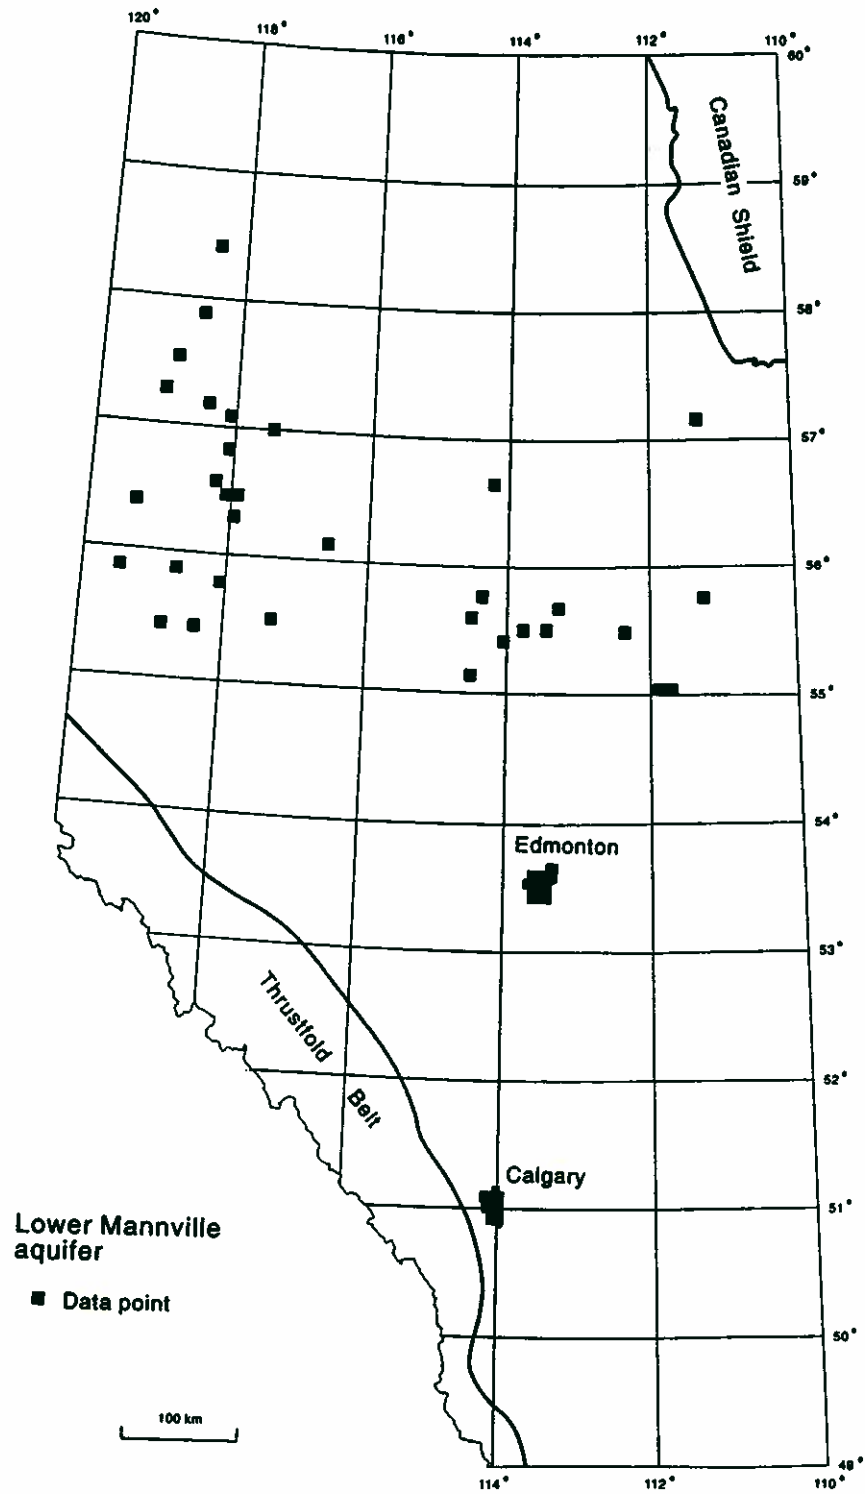 120°
118°
116°
114°
112°
110°
60°
Canadian Shield
59°
58°
57°
56°
55°
54°
Edmonton
53°
Thrustfold
Belt
52°
Calgary
51°
Lower Mannville
aquifer
Data point
50°
100 km
49°
114°
112°
110°